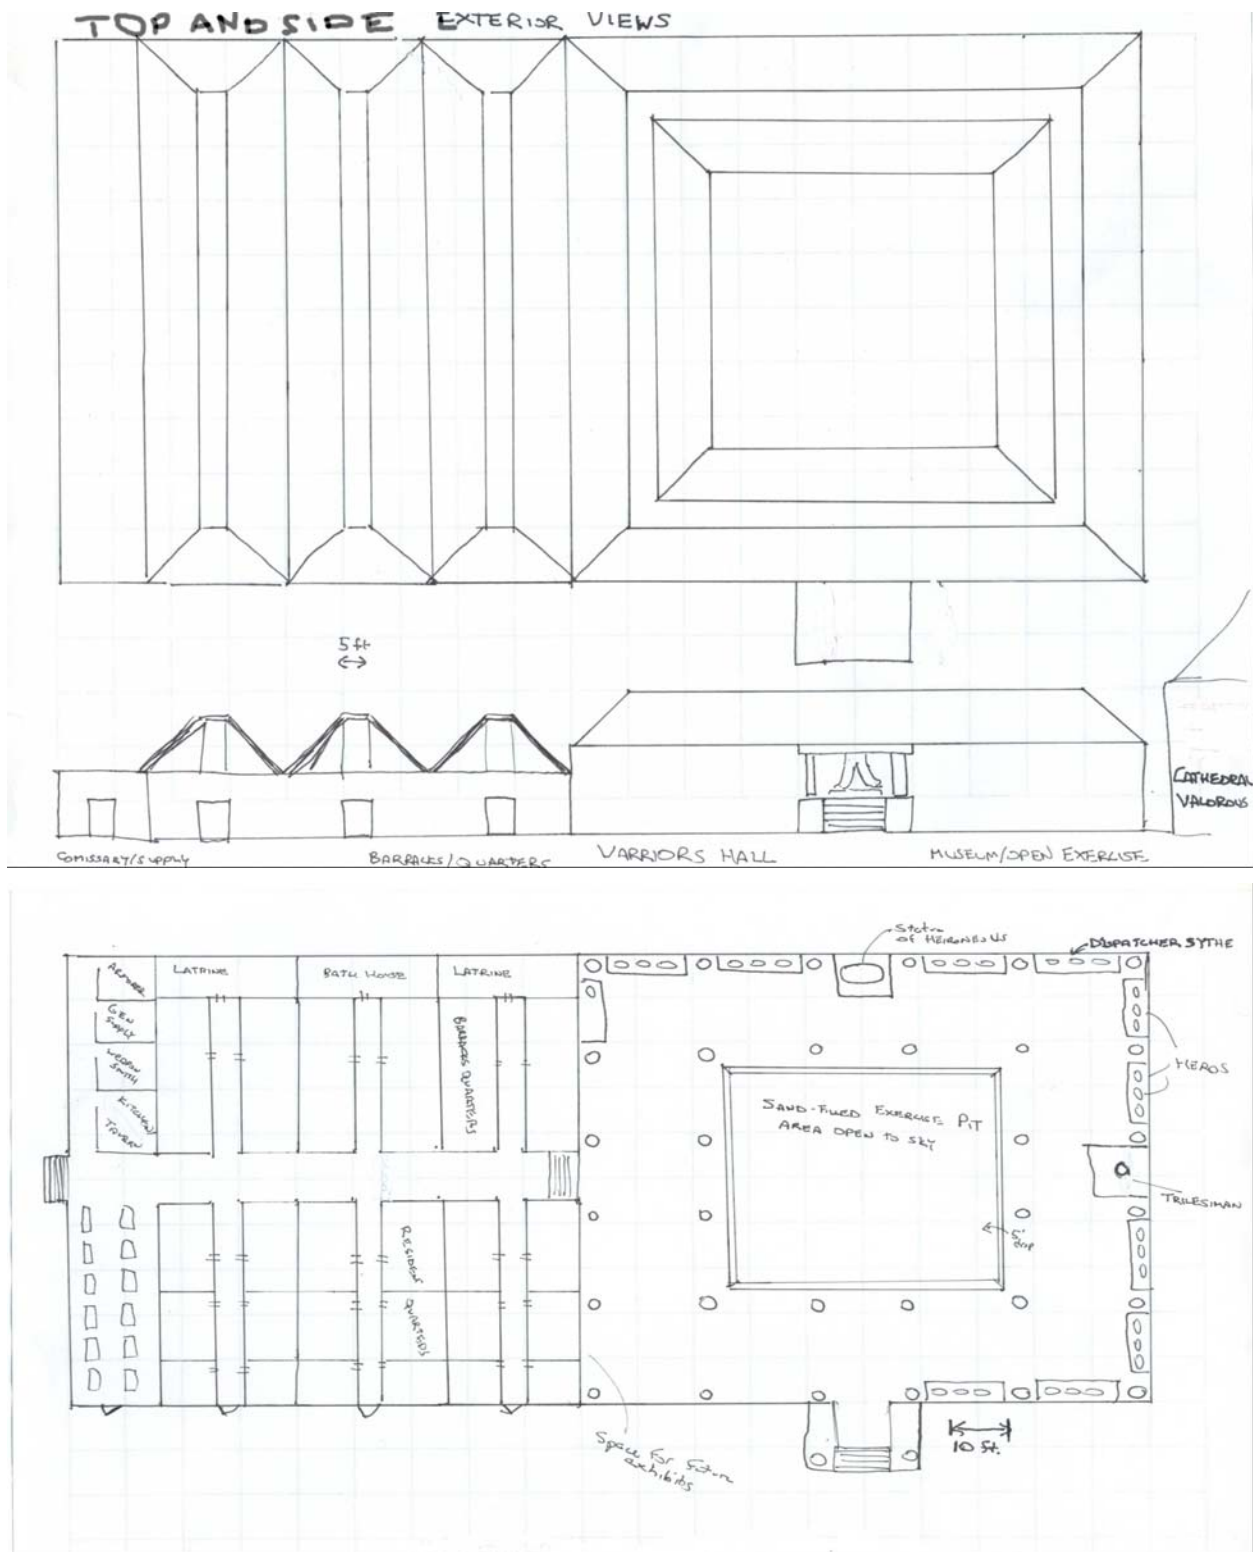 TOP AND SIDE EXTERIOR VIEWS
5 ft
CATHEDRAL
VALOROUS
COMISSARY/SUPPLY
BARRACKS/QUARTERS
WARRIORS HALL
MUSEUM/OPEN EXERCISE
Statue
OF HEIRONEOUS
DISPATCHER SYTHE
ARMORER
LATRINE
BATH HOUSE
LATRINE
GEN
SUPPLY
WEAPON
SMITH
KITCHEN/
TAVERN
BARRACKS QUARTERS
HEROS
SAND-FILLED EXERCISE PIT
AREA OPEN TO SKY
TRILESIMAN
5'
drop
RESIDENT
QUARTERS
Space for future
exhibits
10 ft.